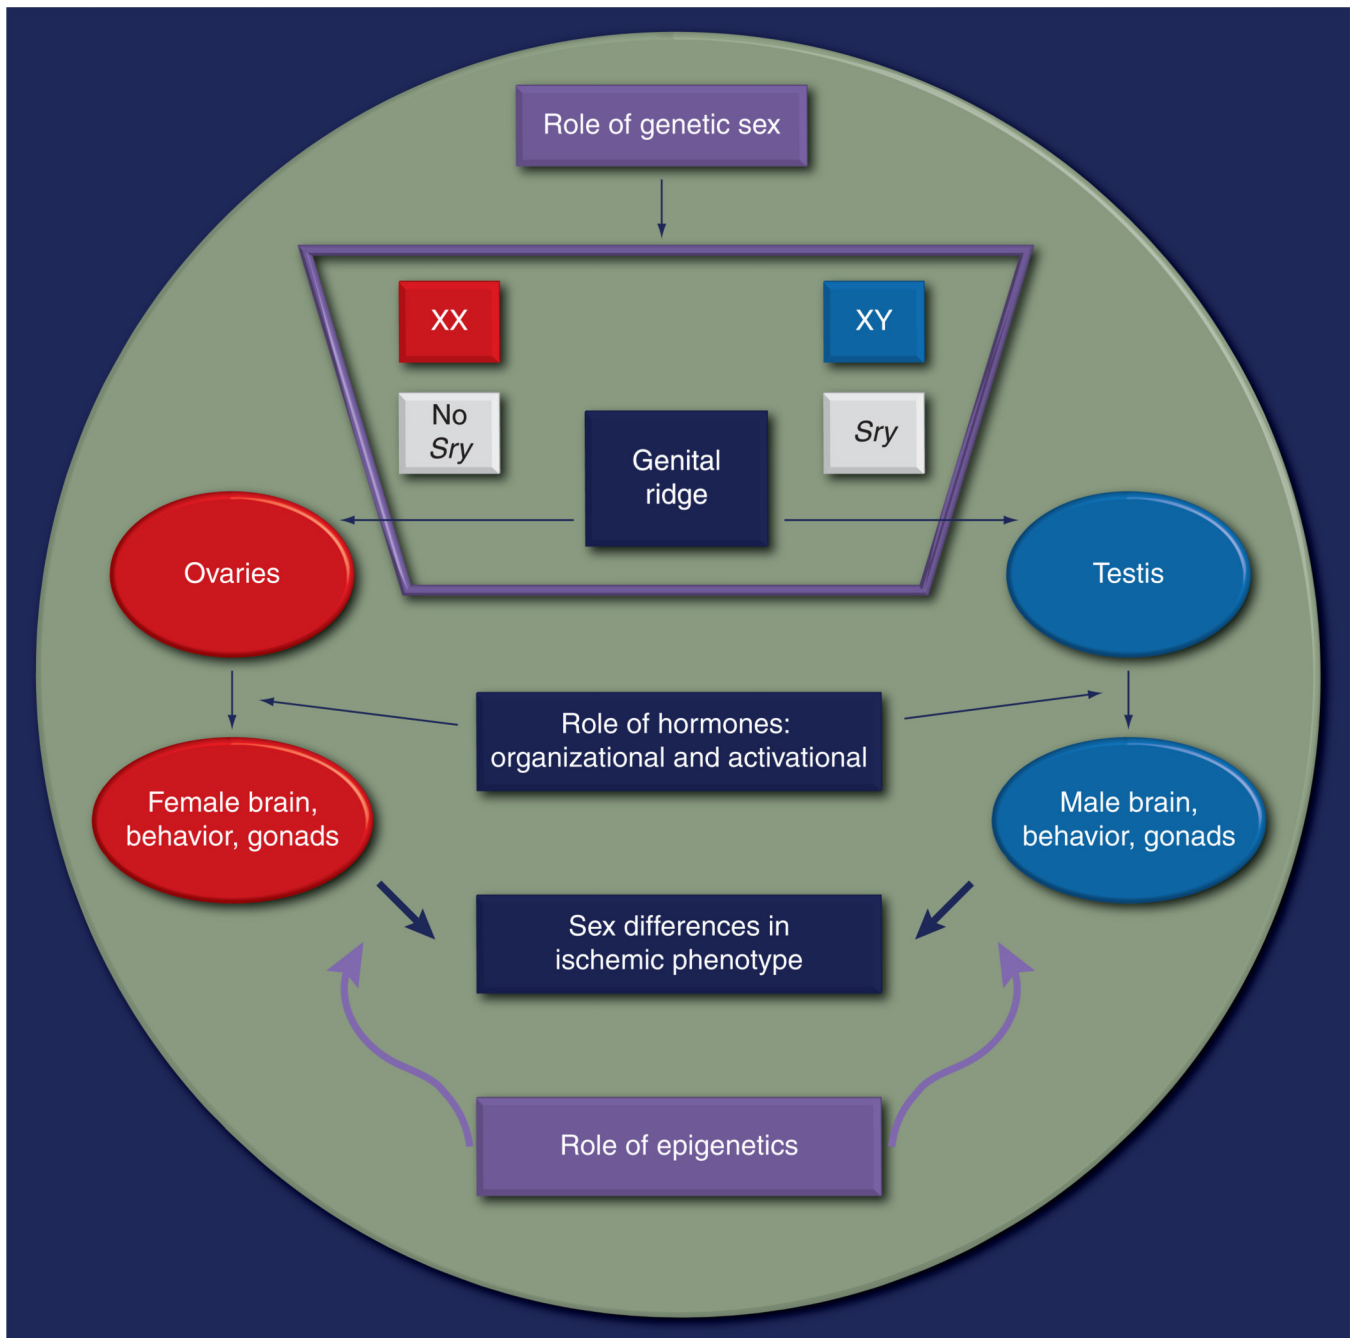 Role of genetic sex
XX
XY
No
Sry
Sry
Genital
ridge
Ovaries
Testis
Role of hormones:
organizational and activational
Female brain,
behavior, gonads
Male brain,
behavior, gonads
Sex differences in
ischemic phenotype
Role of epigenetics